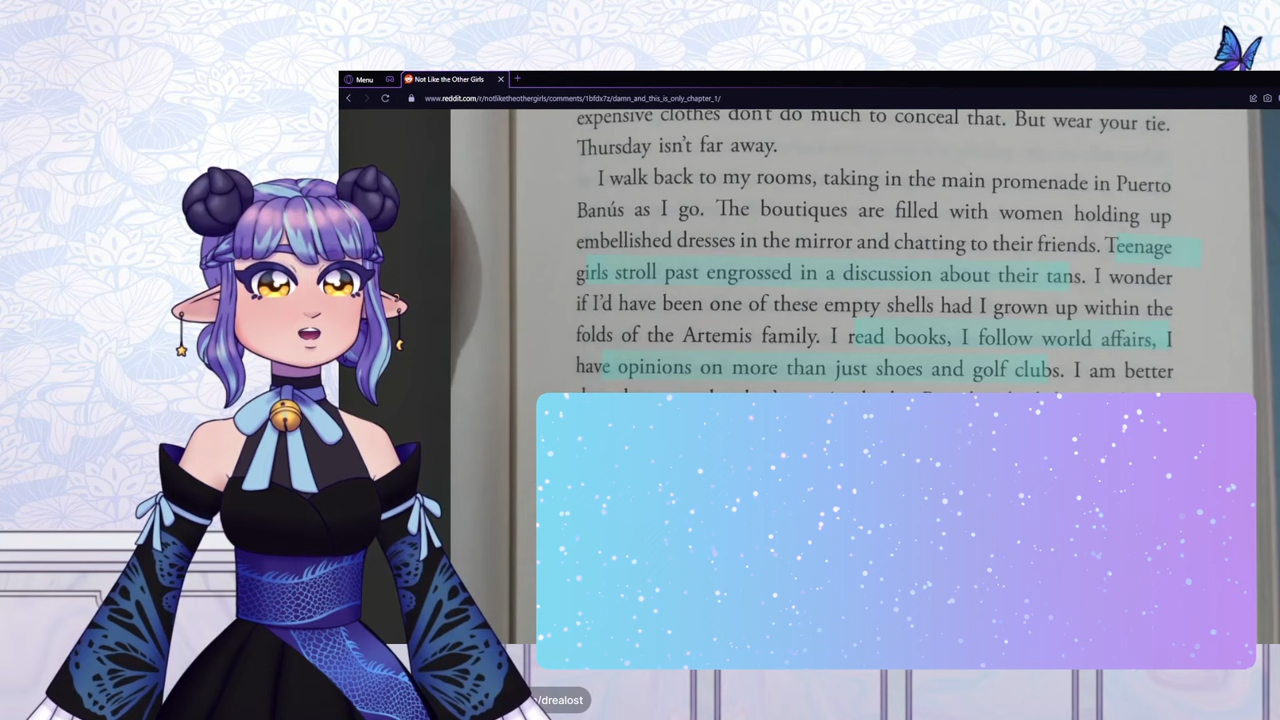 Menu
Not Like the Other Girls
www.reddit.com/r/notliketheothergirls/comments/1bfdx7z/damn_and_this_is_only_chapter_1/
expensive clothes don't do much to conceal that. But wear your tie.
Thursday isn't far away.
I walk back to my rooms, taking in the main promenade in Puerto
Banús as I go. The boutiques are filled with women holding up
embellished dresses in the mirror and chatting to their friends. Teenage
girls stroll past engrossed in a discussion about their tans. I wonder
if I'd have been one of these empty shells had I grown up within the
folds of the Artemis family. I read books, I follow world affairs, I
have opinions on more than just shoes and golf clubs. I am better
/drealost